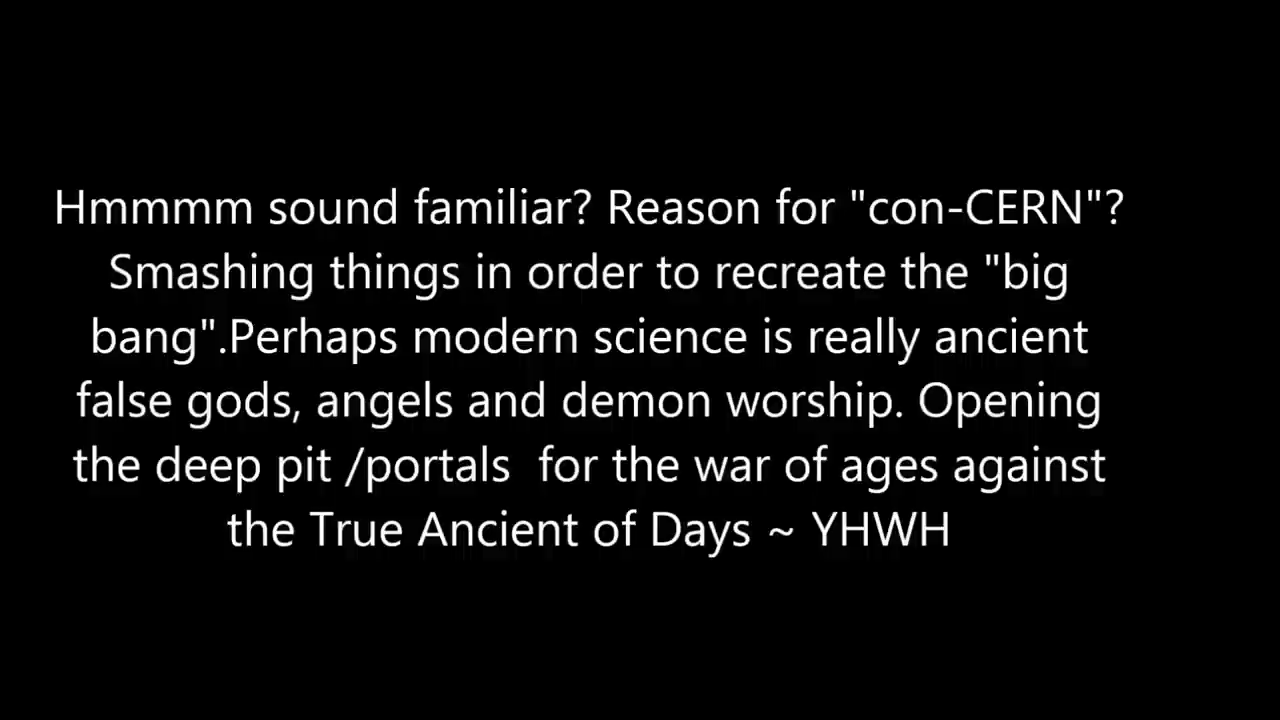 Hmmmm sound familiar? Reason for "con-CERN"?
Smashing things in order to recreate the "big
bang".Perhaps modern science is really ancient
false gods, angels and demon worship. Opening
the deep pit /portals  for the war of ages against
the True Ancient of Days ~ YHWH